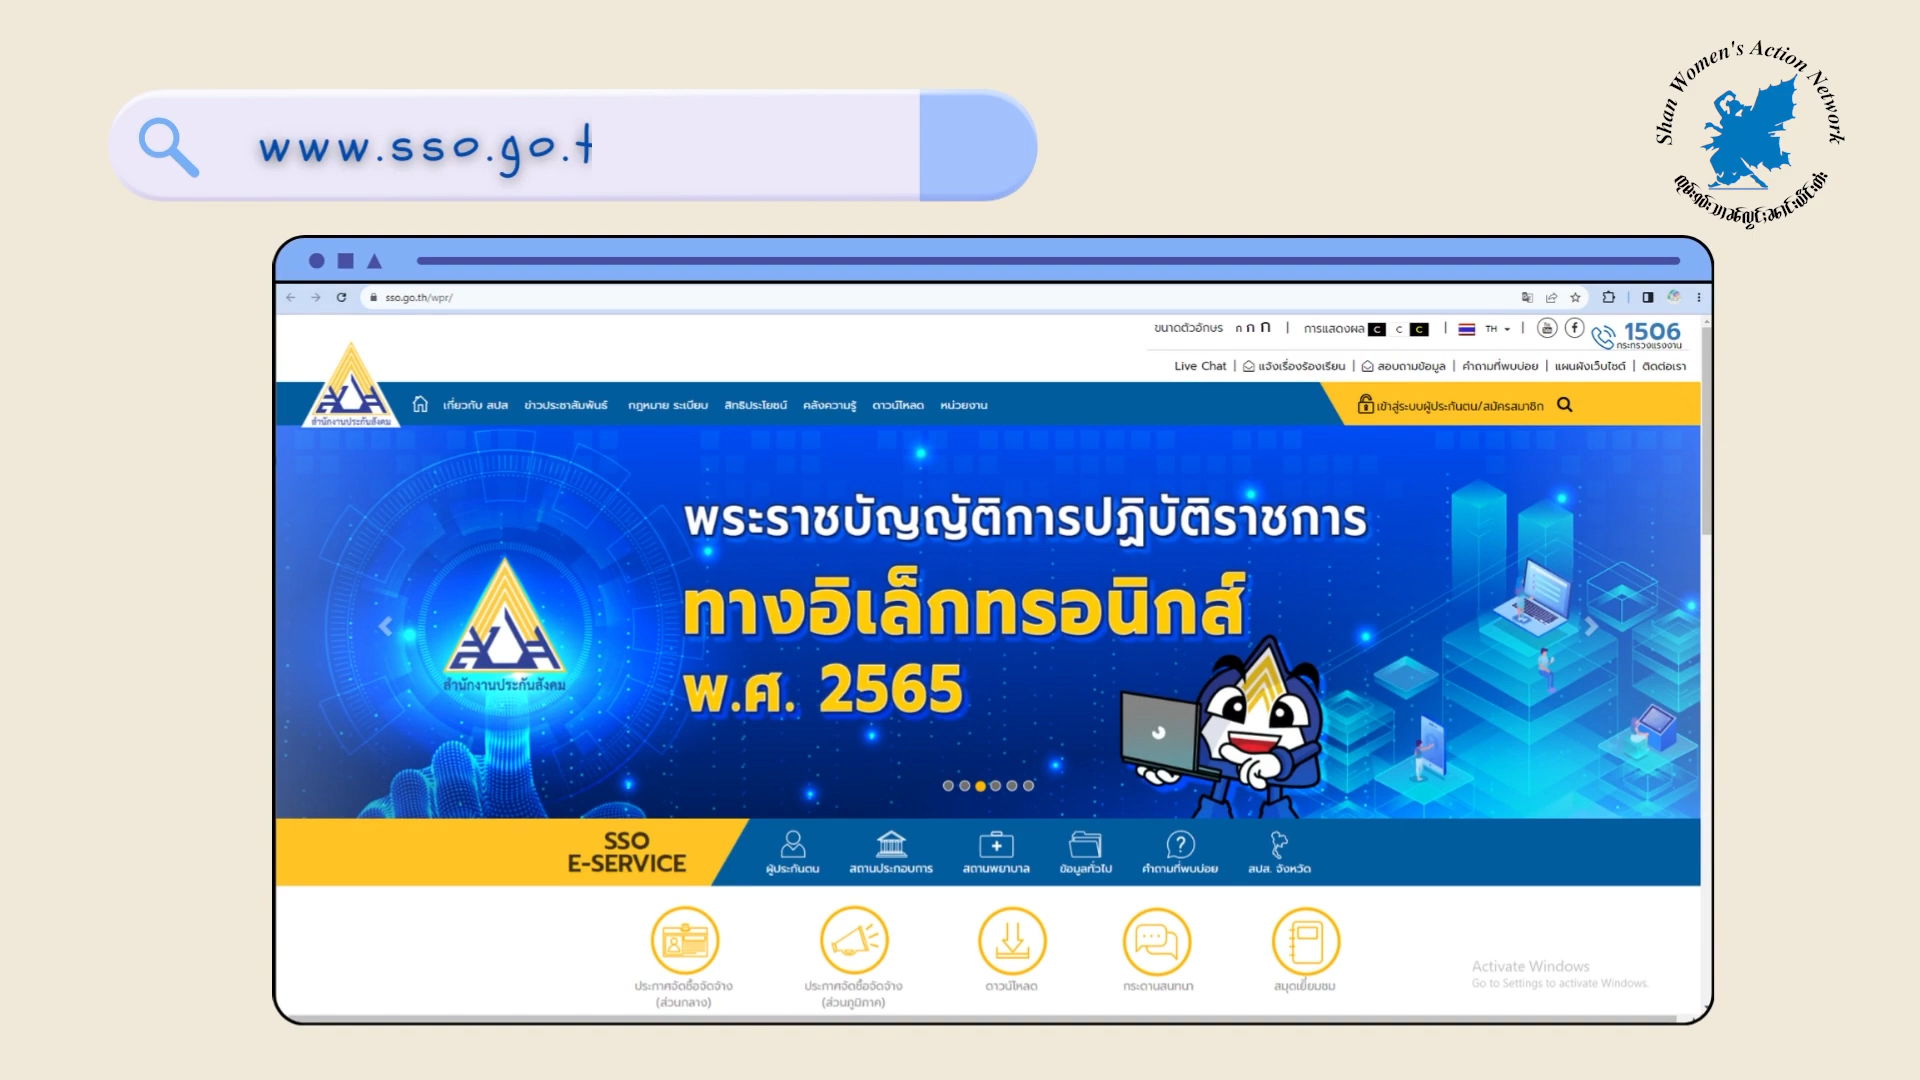 www.sso.go.t
Shan Women's Action Network
sso.go.th/wpr/
ขนาดตัวอักษร ก ก ก | การแสดงผล C C C | TH | 1506
กระทรวงแรงงาน
Live Chat | แจ้งเรื่องร้องเรียน | สอบถามข้อมูล | คำถามที่พบบ่อย | แผนผังเว็บไซต์ | ติดต่อเรา
สำนักงานประกันสังคม
เกี่ยวกับ สปส ข่าวประชาสัมพันธ์ กฎหมาย ระเบียบ สิทธิประโยชน์ คลังความรู้ ดาวน์โหลด หน่วยงาน
เข้าสู่ระบบผู้ประกันตน/สมัครสมาชิก
พระราชบัญญัติการปฏิบัติราชการ
ทางอิเล็กทรอนิกส์
พ.ศ. 2565
สำนักงานประกันสังคม
SSO
E-SERVICE
ผู้ประกันตน สถานประกอบการ สถานพยาบาล ข้อมูลทั่วไป คำถามที่พบบ่อย สปส. จังหวัด
ประกาศจัดซื้อจัดจ้าง
(ส่วนกลาง)
ประกาศจัดซื้อจัดจ้าง
(ส่วนภูมิภาค)
ดาวน์โหลด
กระดานสนทนา
สมุดเยี่ยมชม
Activate Windows
Go to Settings to activate Windows.